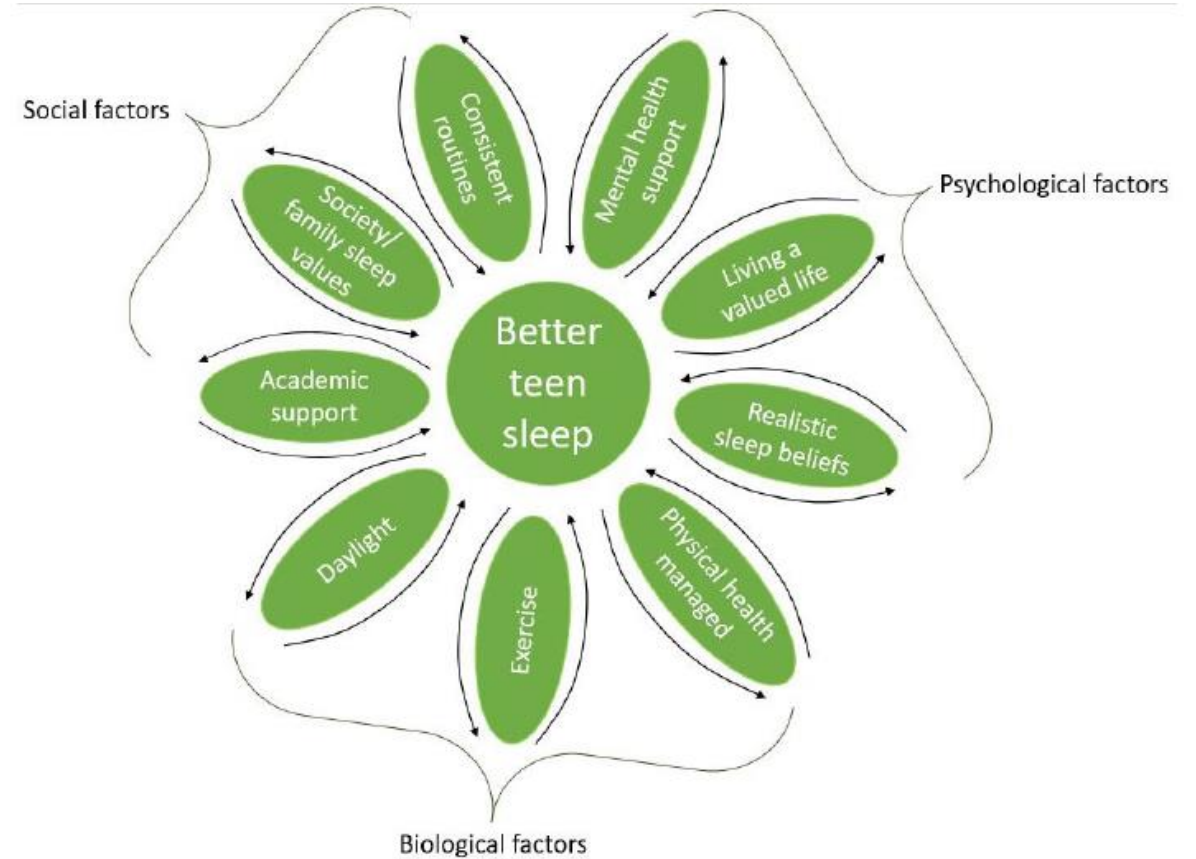 Social factors
Consistent
routines
Mental health
support
Psychological factors
Society/
family sleep
values
Living a
valued life
Better
teen
sleep
Academic
support
Realistic
sleep beliefs
Daylight
Exercise
Physical health
managed
Biological factors